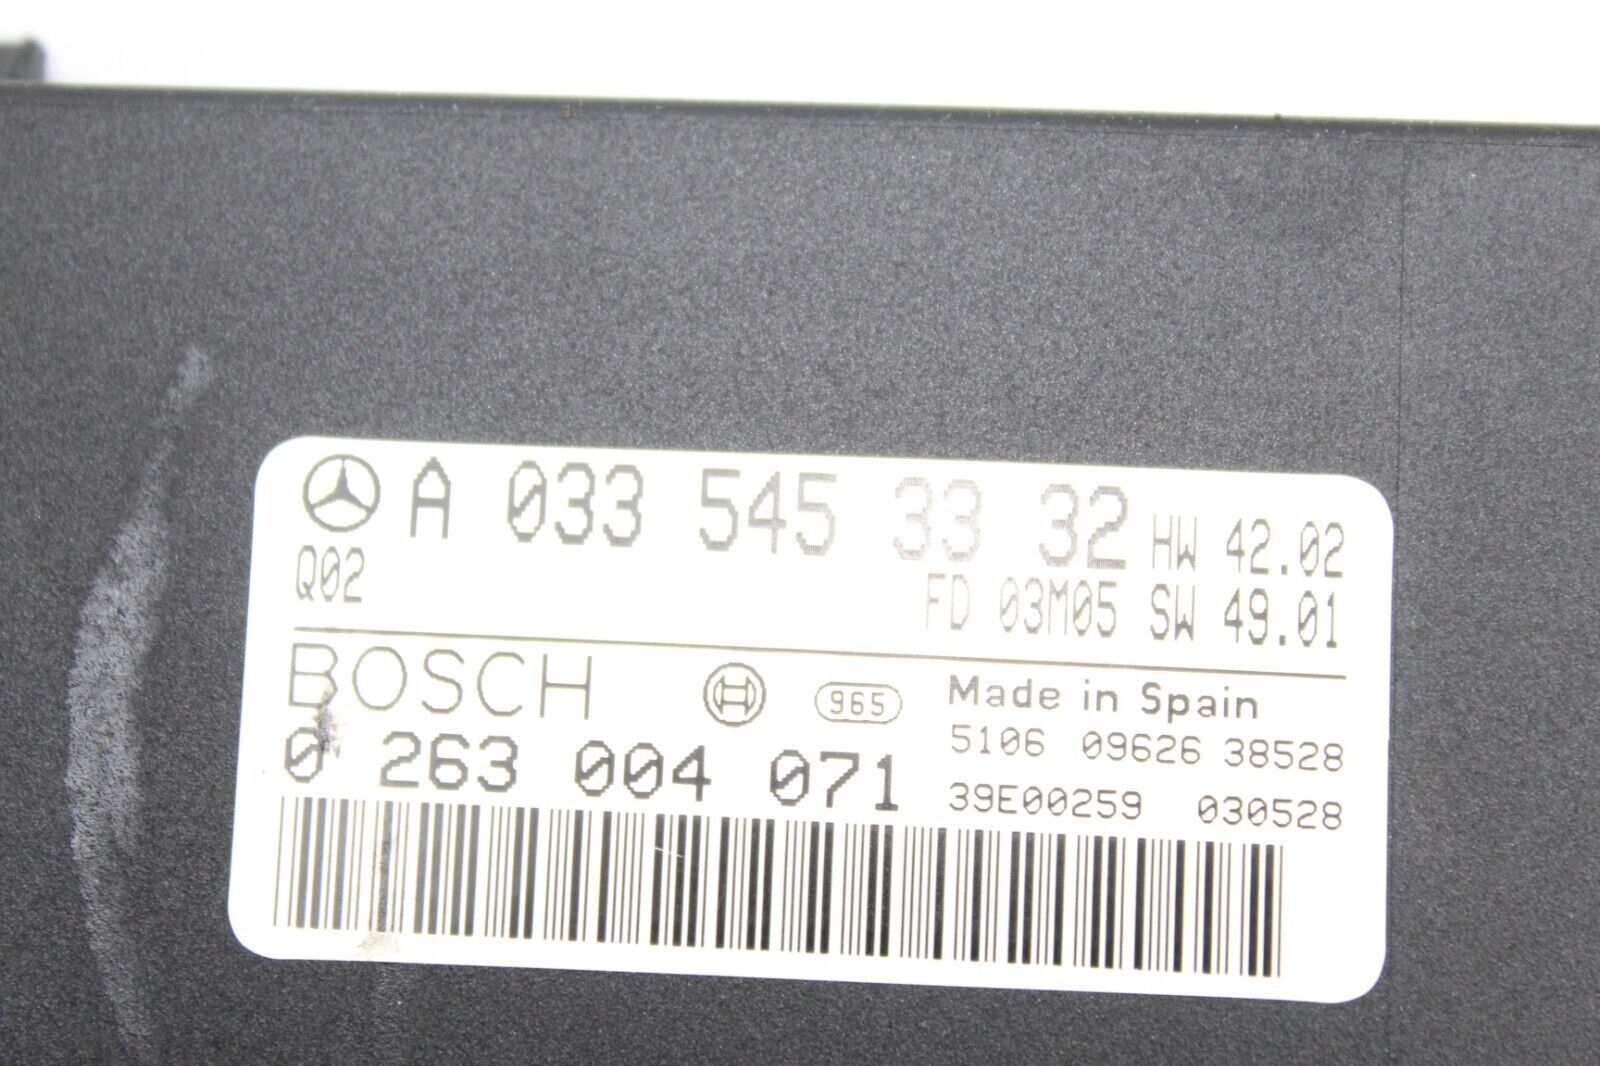 A 033 545 33 32 HW 42.02
Q02 FD 03M05 SW 49.01
BOSCH 965 Made in Spain
5106 09626 38528
0 263 004 071 39E00259 030528